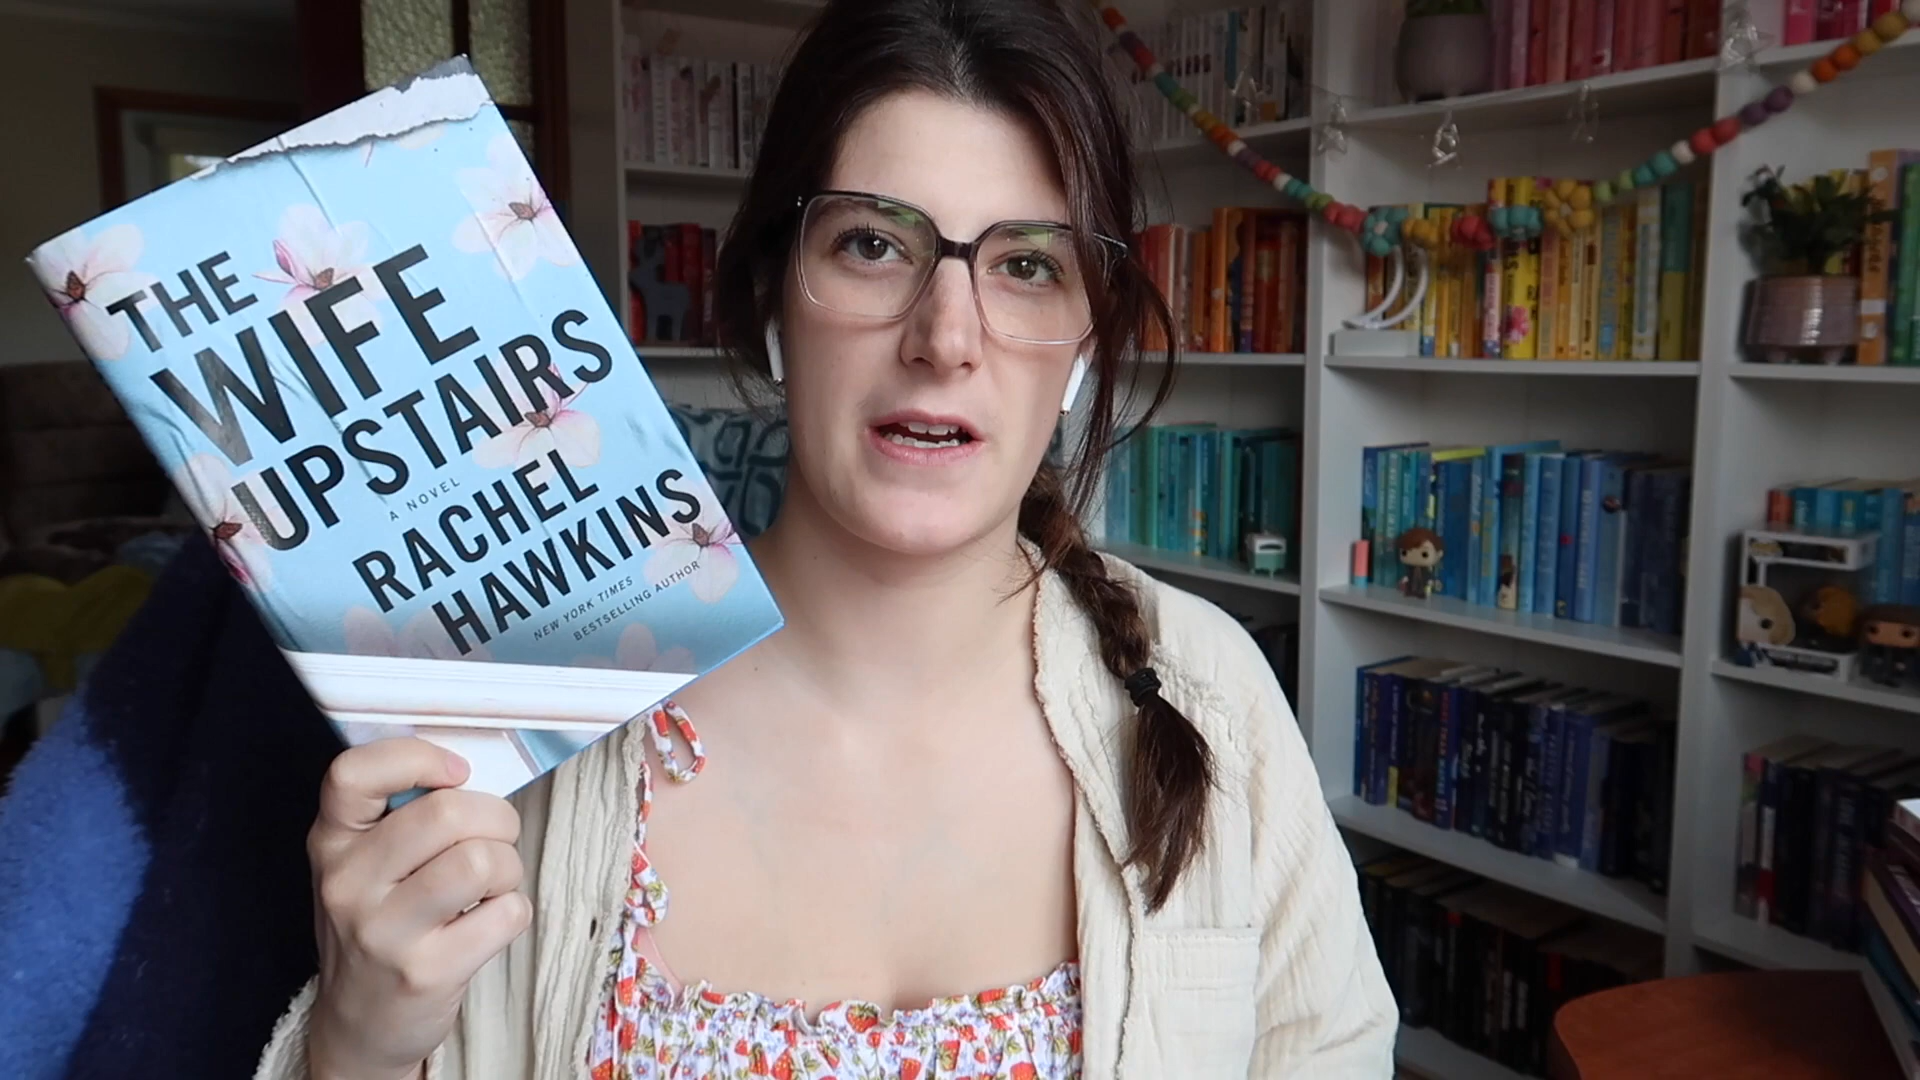 THE
WIFE
UPSTAIRS
A NOVEL
RACHEL
HAWKINS
NEW YORK TIMES
BESTSELLING AUTHOR